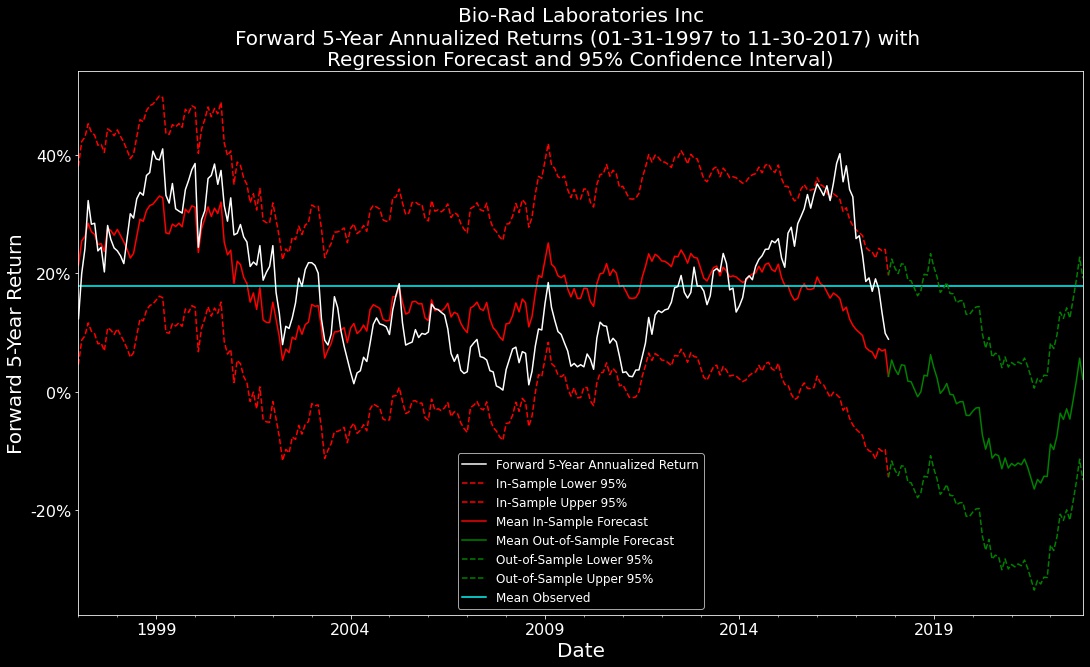 Bio-Rad Laboratories Inc
Forward 5-Year Annualized Returns (01-31-1997 to 11-30-2017) with
Regression Forecast and 95% Confidence Interval)
Forward 5-Year Return
40%
20%
0%
-20%
Forward 5-Year Annualized Return
In-Sample Lower 95%
In-Sample Upper 95%
Mean In-Sample Forecast
Mean Out-of-Sample Forecast
Out-of-Sample Lower 95%
Out-of-Sample Upper 95%
Mean Observed
1999 2004 2009 2014 2019
Date